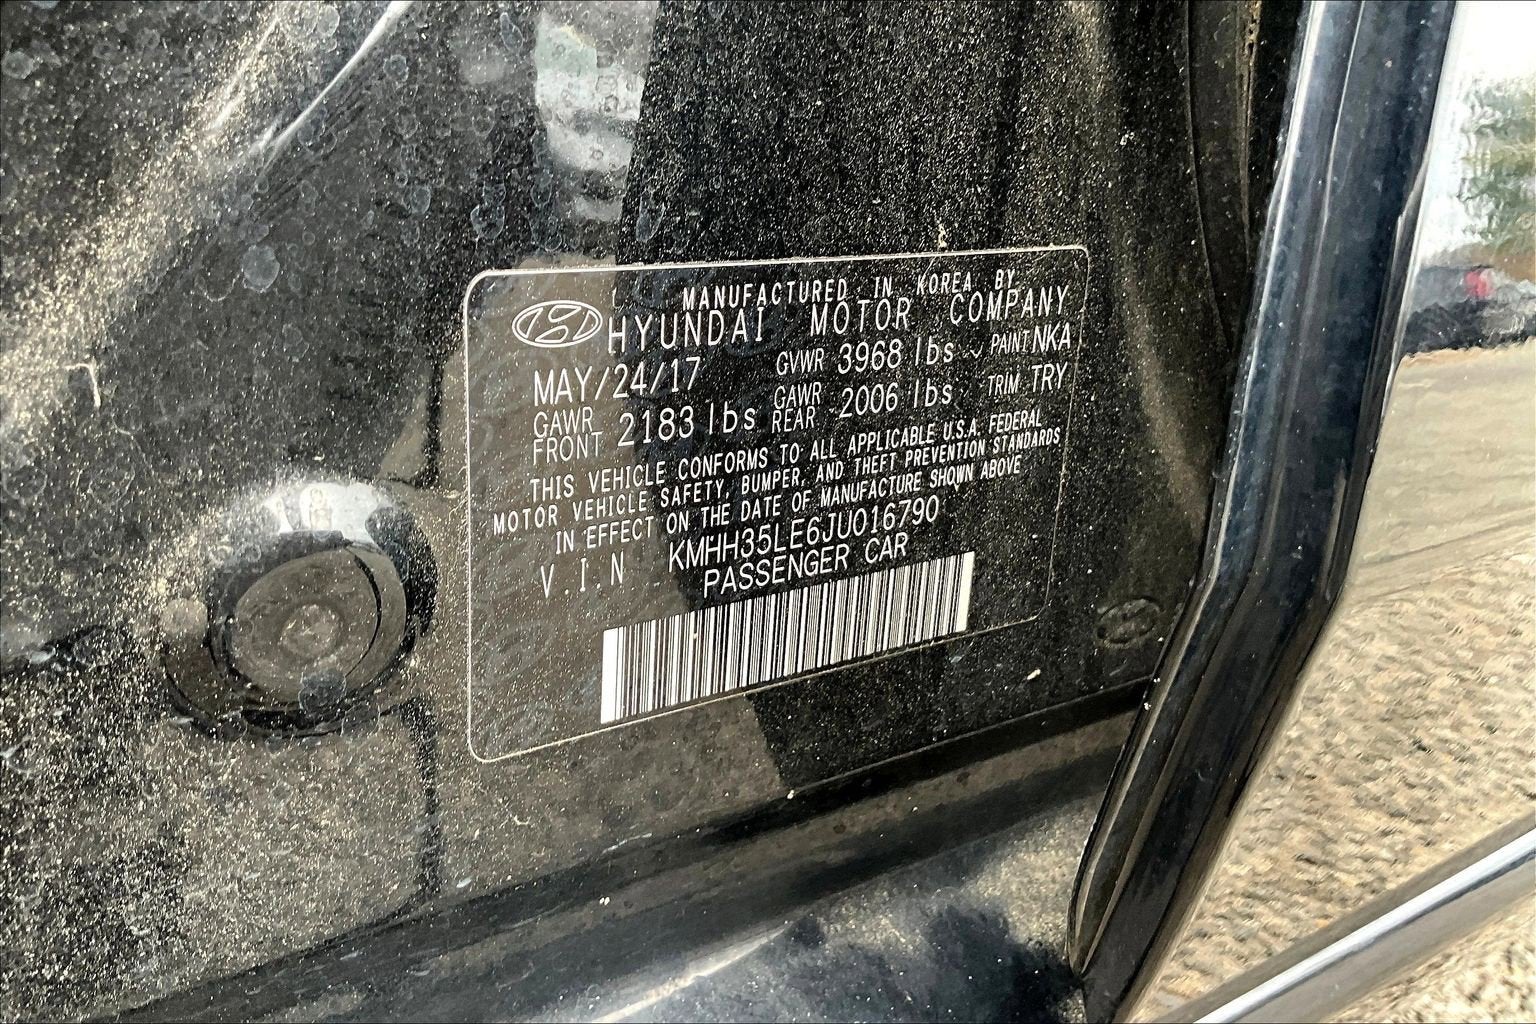 MANUFACTURED IN KOREA BY
HYUNDAI MOTOR COMPANY
MAY/24/17 GVWR 3968 lbs PAINT NKA
GAWR FRONT 2183 lbs GAWR REAR 2006 lbs TRIM TRY
THIS VEHICLE CONFORMS TO ALL APPLICABLE U.S.A. FEDERAL
MOTOR VEHICLE SAFETY, BUMPER, AND THEFT PREVENTION STANDARDS
IN EFFECT ON THE DATE OF MANUFACTURE SHOWN ABOVE
V.I.N KMHH35LE6JU016790
PASSENGER CAR